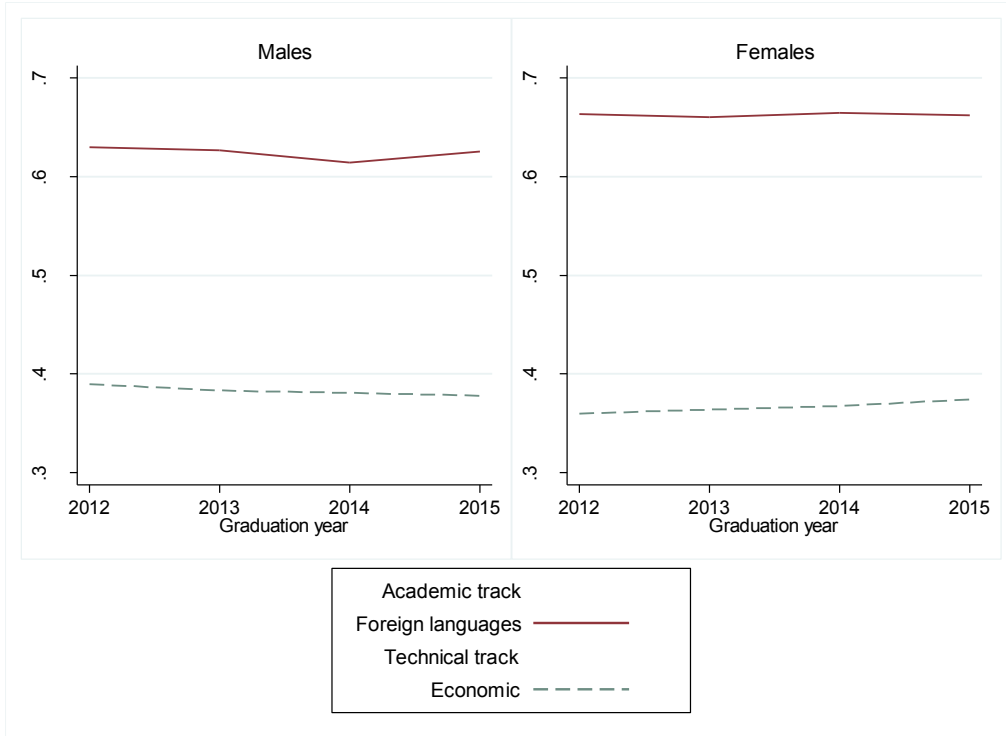 Males
.7
.6
.5
.4
.3
2012 2013 2014 2015
Graduation year
Females
.7
.6
.5
.4
.3
2012 2013 2014 2015
Graduation year
Academic track
Foreign languages
Technical track
Economic